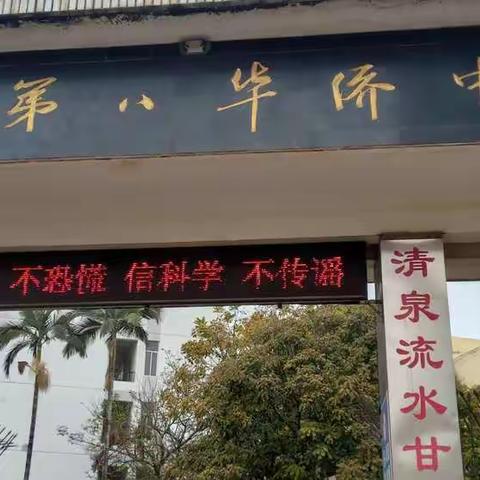 第八华侨中
不恐慌 信科学 不传谣
清泉流水甘